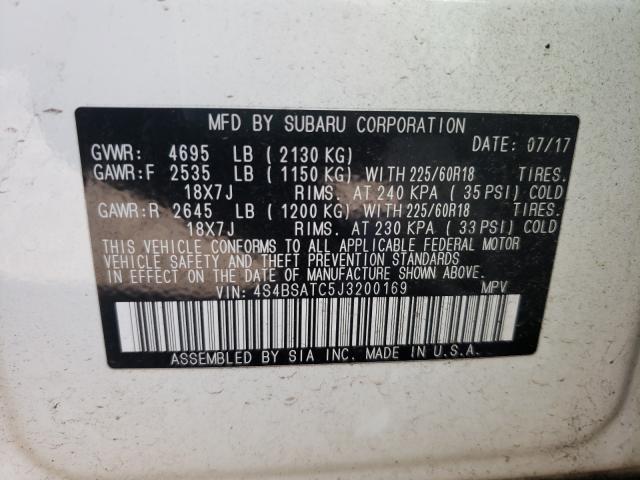 MFD BY SUBARU CORPORATION
DATE: 07/17
GVWR: 4695 LB ( 2130 KG)
GAWR:F 2535 LB ( 1150 KG) WITH 225/60R18 TIRES.
18X7J RIMS. AT 240 KPA ( 35 PSI) COLD
GAWR:R 2645 LB ( 1200 KG) WITH 225/60R18 TIRES.
18X7J RIMS. AT 230 KPA ( 33 PSI) COLD
THIS VEHICLE CONFORMS TO ALL APPLICABLE FEDERAL MOTOR
VEHICLE SAFETY AND THEFT PREVENTION STANDARDS
IN EFFECT ON THE DATE OF MANUFACTURE SHOWN ABOVE.
VIN: 4S4BSATC5J3200169 MPV
ASSEMBLED BY SIA INC. MADE IN U.S.A.